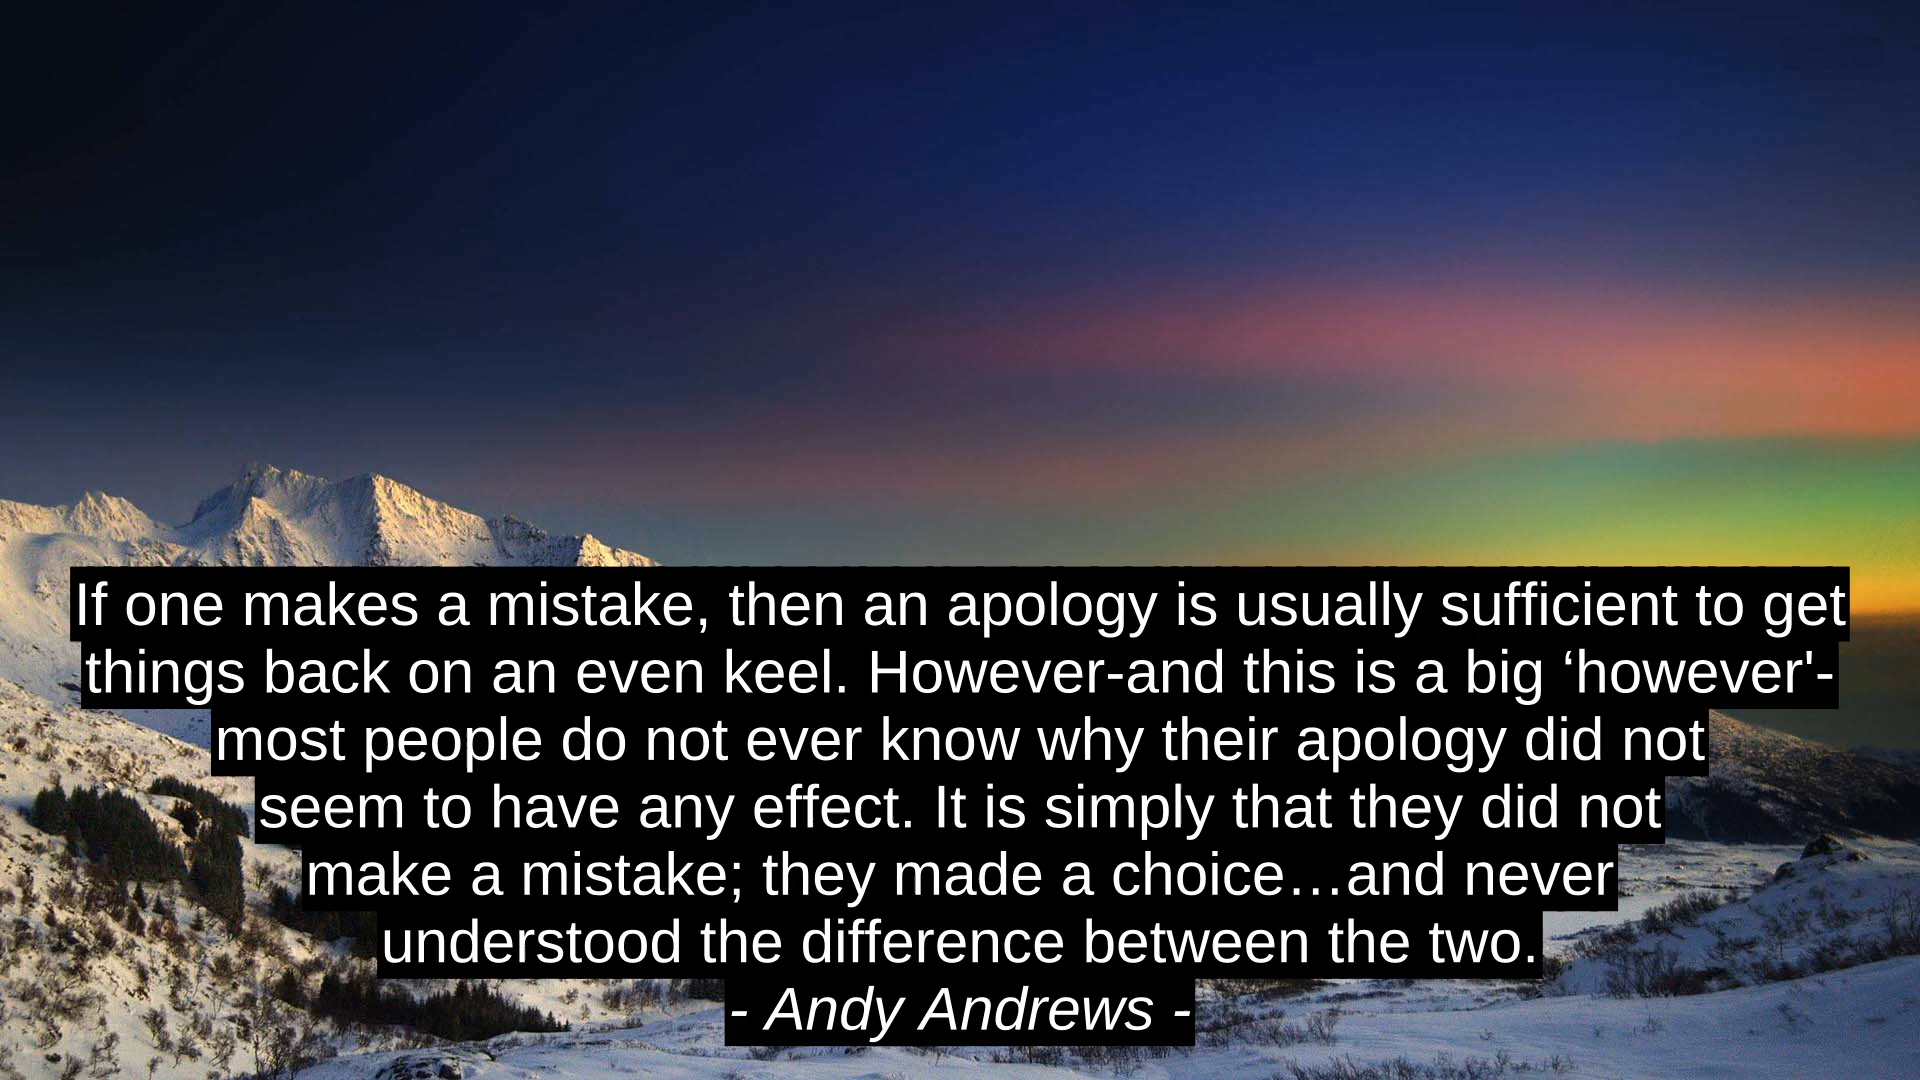 If one makes a mistake, then an apology is usually sufficient to get
things back on an even keel. However-and this is a big ‘however'-
most people do not ever know why their apology did not
seem to have any effect. It is simply that they did not
make a mistake; they made a choice…and never
understood the difference between the two.
- Andy Andrews -